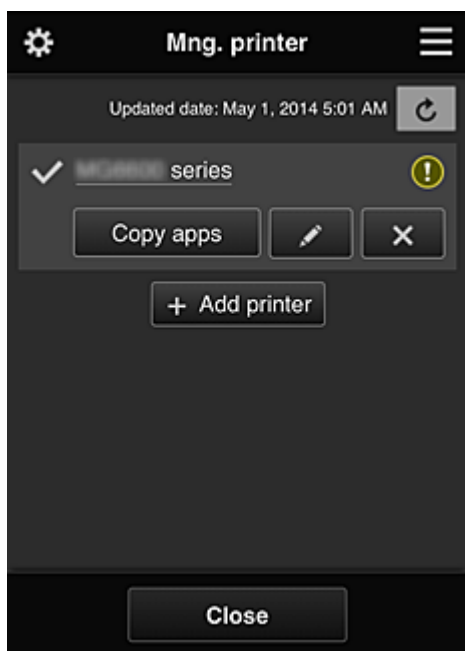 Mng. printer
Updated date: May 1, 2014 5:01 AM
series
Copy apps
+ Add printer
Close